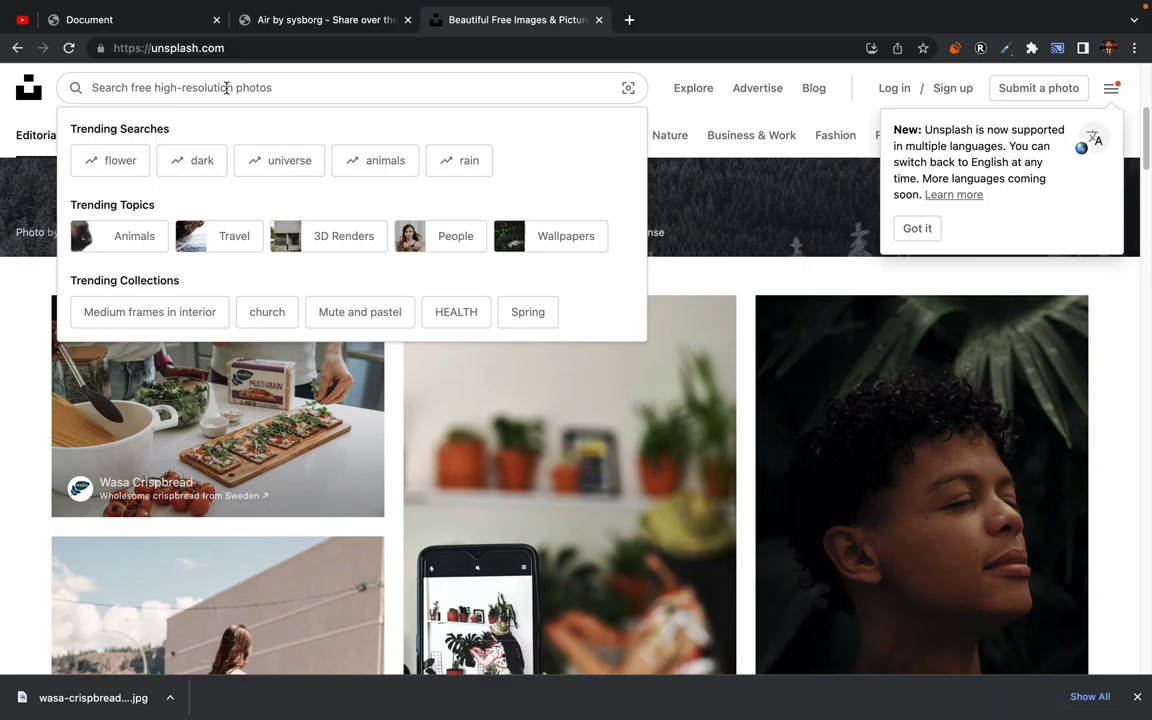 Document
Air by sysborg - Share over the
Beautiful Free Images & Pictur
https://unsplash.com
Search free high-resolution photos
Explore
Advertise
Blog
Log in / Sign up
Submit a photo
Editoria
Nature
Business & Work
Fashion
F
Trending Searches
flower
dark
universe
animals
rain
Trending Topics
Animals
Travel
3D Renders
People
Wallpapers
Trending Collections
Medium frames in interior
church
Mute and pastel
HEALTH
Spring
New: Unsplash is now supported
in multiple languages. You can
switch back to English at any
time. More languages coming
soon. Learn more
Got it
Photo by
nse
Wasa
MULTI GRAIN
Wasa Crispbread
Wholesome crispbread from Sweden ↗
wasa-crispbread....jpg
Show All